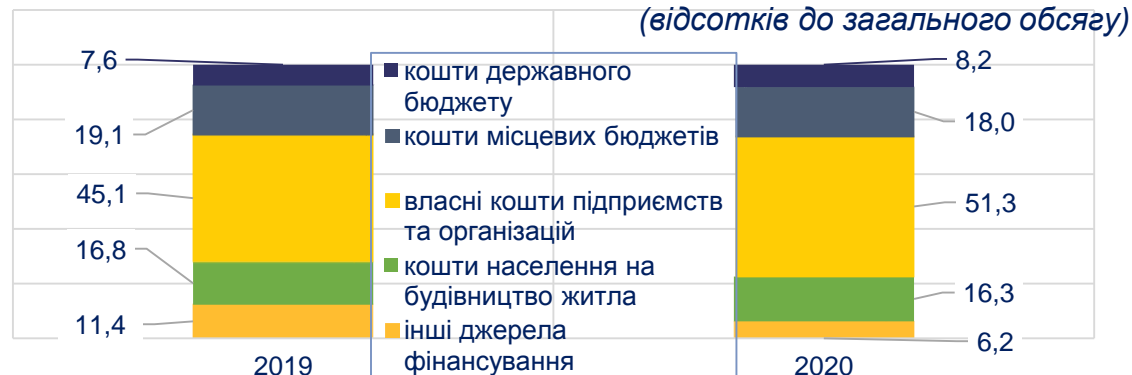 (відсотків до загального обсягу)
7,6
19,1
45,1
16,8
11,4
2019
кошти державного
бюджету
кошти місцевих бюджетів
власні кошти підприємств
та організацій
кошти населення на
будівництво житла
інші джерела
фінансування
8,2
18,0
51,3
16,3
6,2
2020